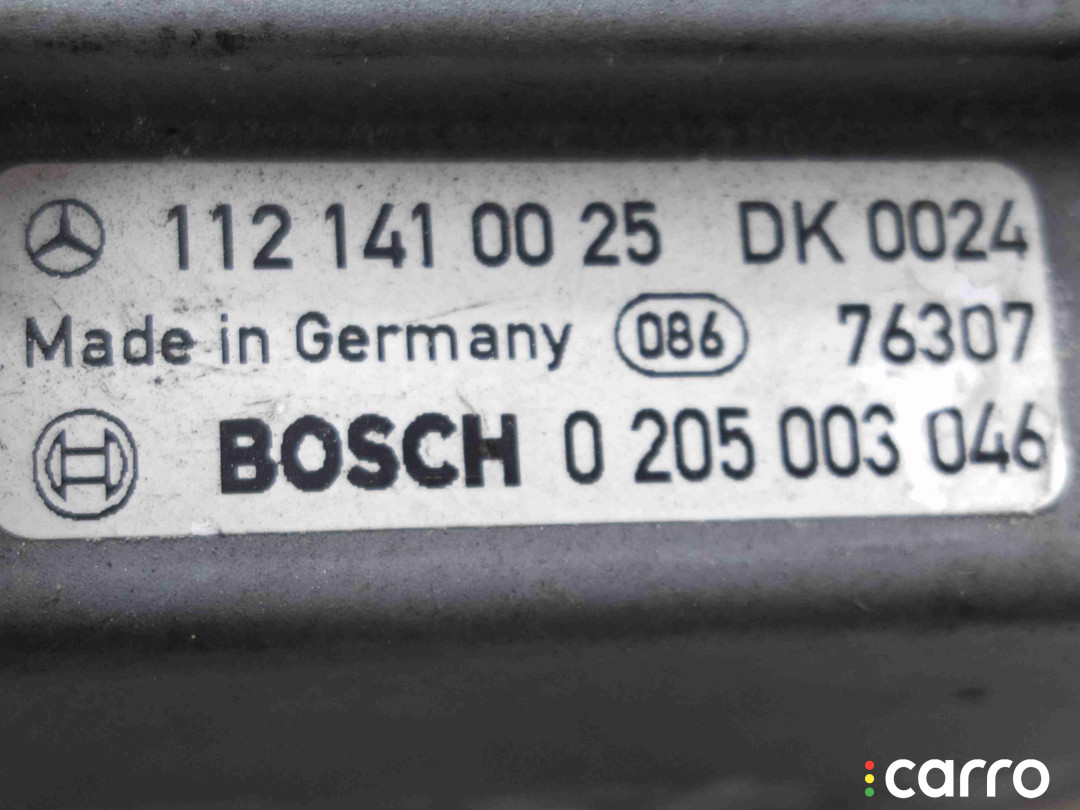 112 141 00 25 DK 0024
Made in Germany 086 76307
BOSCH 0 205 003 046
carro